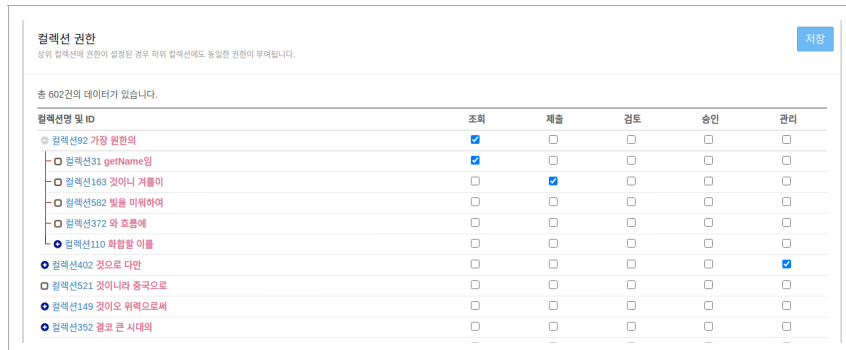 컬렉션 권한
저장
상위 컬렉션에 권한이 설정된 경우 하위 컬렉션에도 동일한 권한이 부여됩니다.
총 602건의 데이터가 있습니다.
컬렉션명 및 ID 조회 제출 검토 승인 관리
컬렉션92 가장 원한의
컬렉션31 getName임
컬렉션163 것이니 겨를이
컬렉션582 빛을 미워하여
컬렉션372 와 흐름에
컬렉션110 화합할 이를
컬렉션402 것으로 다만
컬렉션521 것이니라 중국으로
컬렉션149 것이오 위력으로써
컬렉션352 결코 큰 시대의